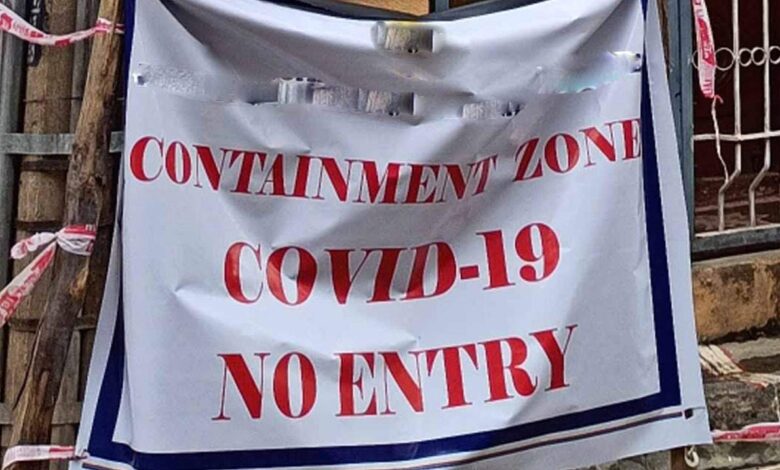 CONTAINMENT ZONE
COVID-19
NO ENTRY